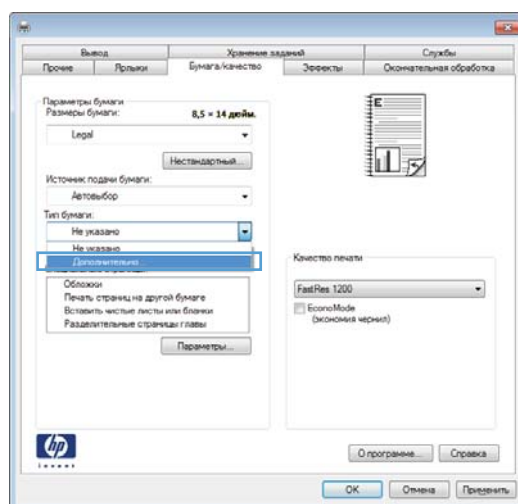 Вывод
Хранение заданий
Службы
Прочие
Ярлыки
Бумага/качество
Эффекты
Окончательная обработка
Параметры бумаги
Размеры бумаги:
8,5 × 14 дюйм.
Legal
Нестандартный...
Источник подачи бумаги:
Автовыбор
Тип бумаги:
Не указано
Не указано
Дополнительно...
Обложки
Печать страниц на другой бумаге
Вставить чистые листы или бланки
Разделительные страницы главы
Параметры...
E
Качество печати
FastRes 1200
EconoMode
(экономия чернил)
hp
invent
О программе...
Справка
OK
Отмена
Применить